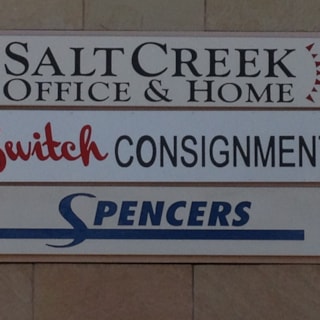 SALT CREEK
OFFICE & HOME
Switch CONSIGNMENT
SPENCERS